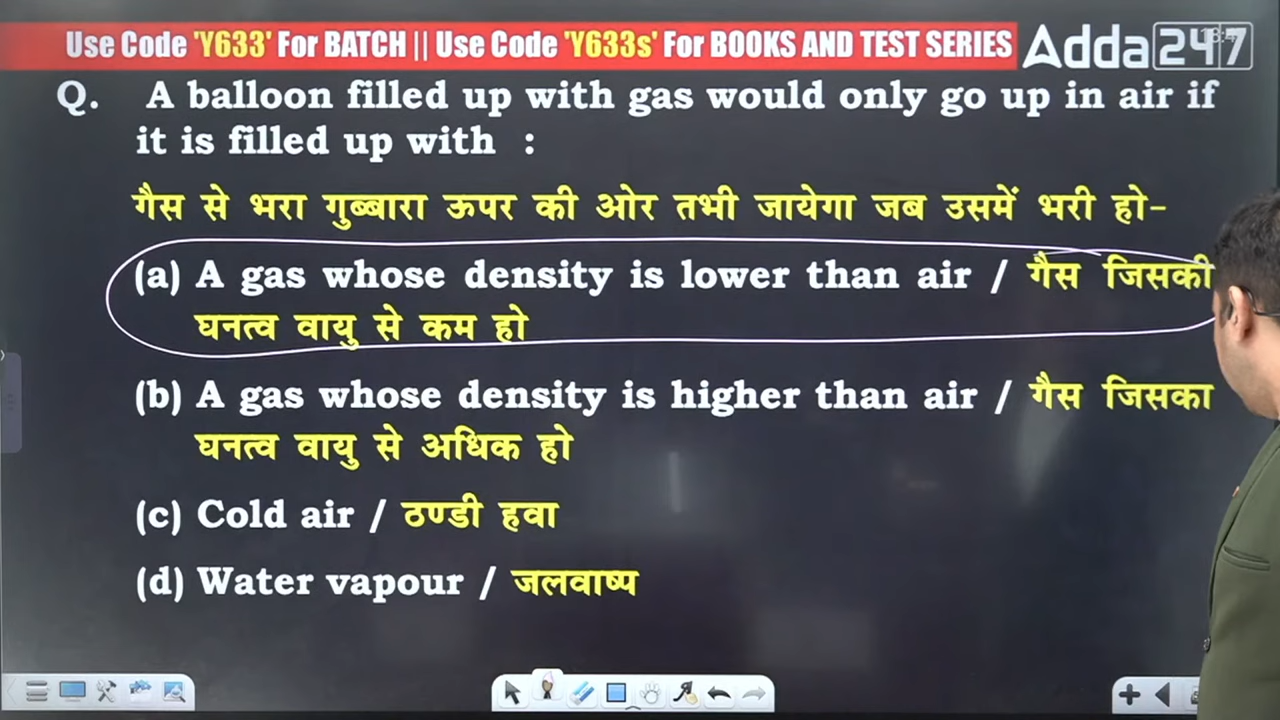 Use Code 'Y633' For BATCH || Use Code 'Y633s' For BOOKS AND TEST SERIES
Adda247
Q. A balloon filled up with gas would only go up in air if
it is filled up with :
गैस से भरा गुब्बारा ऊपर की ओर तभी जायेगा जब उसमें भरी हो-
(a) A gas whose density is lower than air / गैस जिसकी
घनत्व वायु से कम हो
(b) A gas whose density is higher than air / गैस जिसका
घनत्व वायु से अधिक हो
(c) Cold air / ठण्डी हवा
(d) Water vapour / जलवाष्प